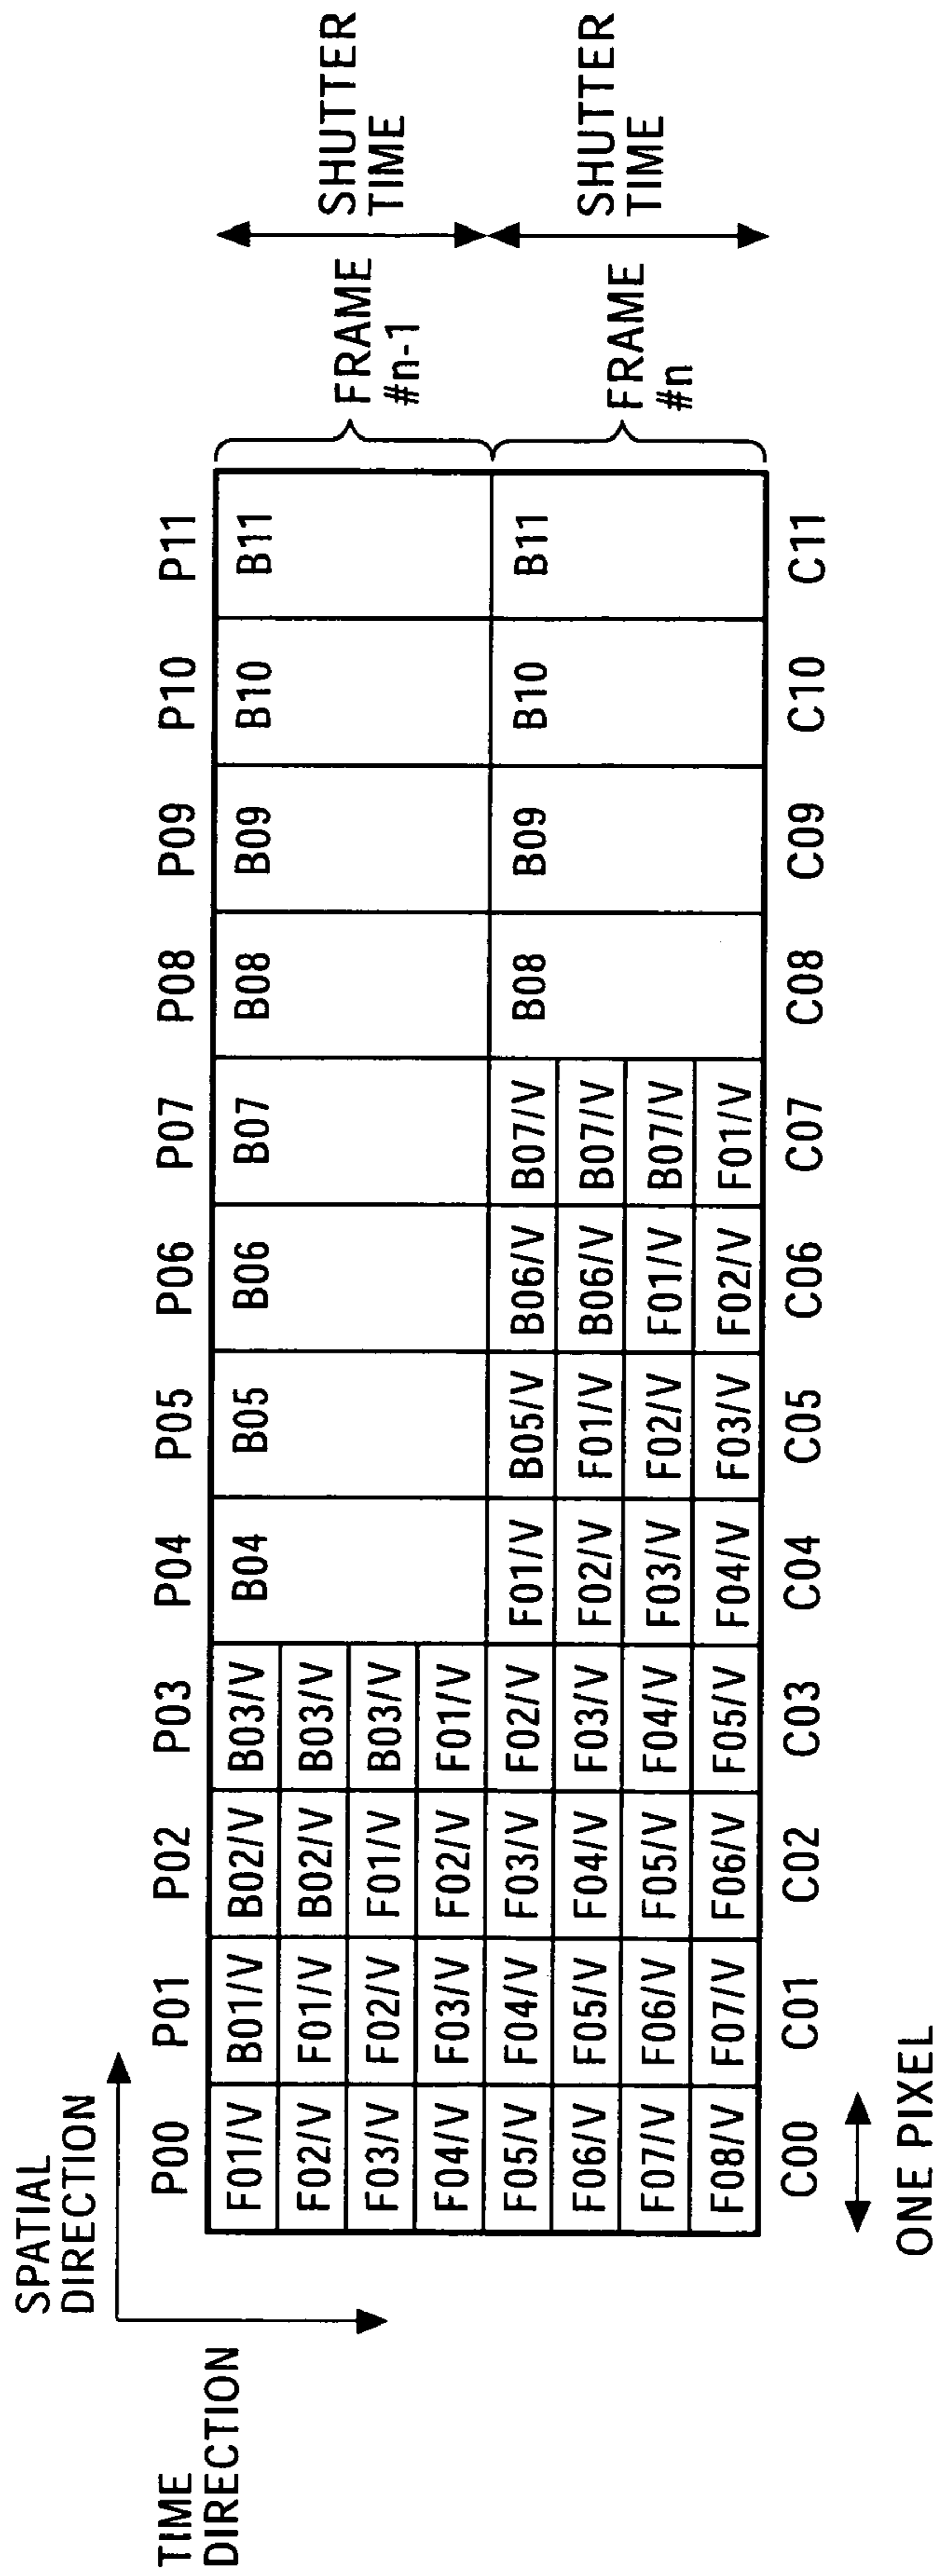 SPATIAL
DIRECTION
TIME
DIRECTION
P00 P01 P02 P03 P04 P05 P06 P07 P08 P09 P10 P11
F01/V B01/V B02/V B03/V B04 B05 B06 B07 B08 B09 B10 B11
F02/V F01/V B02/V B03/V
F03/V F02/V F01/V B03/V
F04/V F03/V F02/V F01/V
F05/V F04/V F03/V F02/V F01/V B05/V B06/V B07/V B08 B09 B10 B11
F06/V F05/V F04/V F03/V F02/V F01/V B06/V B07/V
F07/V F06/V F05/V F04/V F03/V F02/V F01/V B07/V
F08/V F07/V F06/V F05/V F04/V F03/V F02/V F01/V
C00 C01 C02 C03 C04 C05 C06 C07 C08 C09 C10 C11
FRAME
#n-1
SHUTTER
TIME
FRAME
#n
SHUTTER
TIME
ONE PIXEL